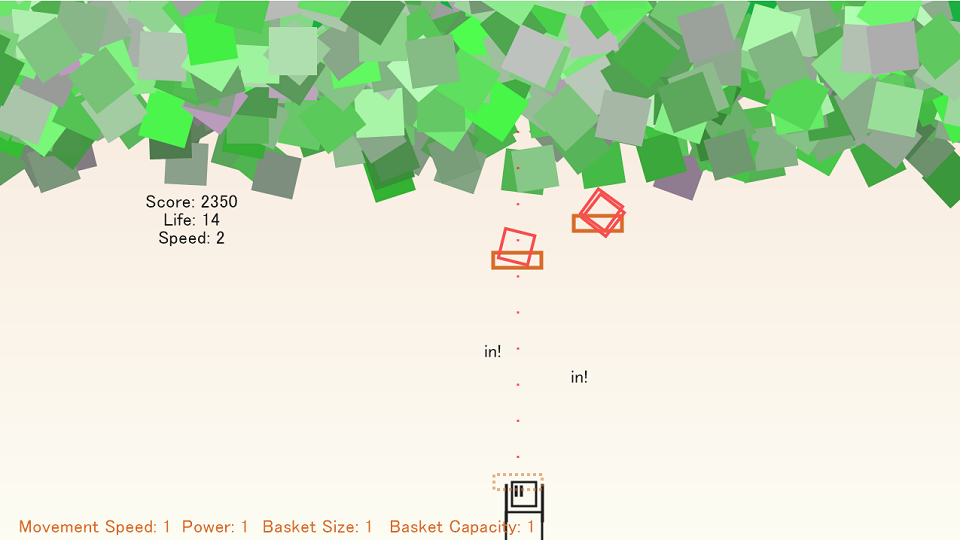 Score: 2350
Life: 14
Speed: 2
in!
in!
Movement Speed: 1 Power: 1 Basket Size: 1 Basket Capacity: 1